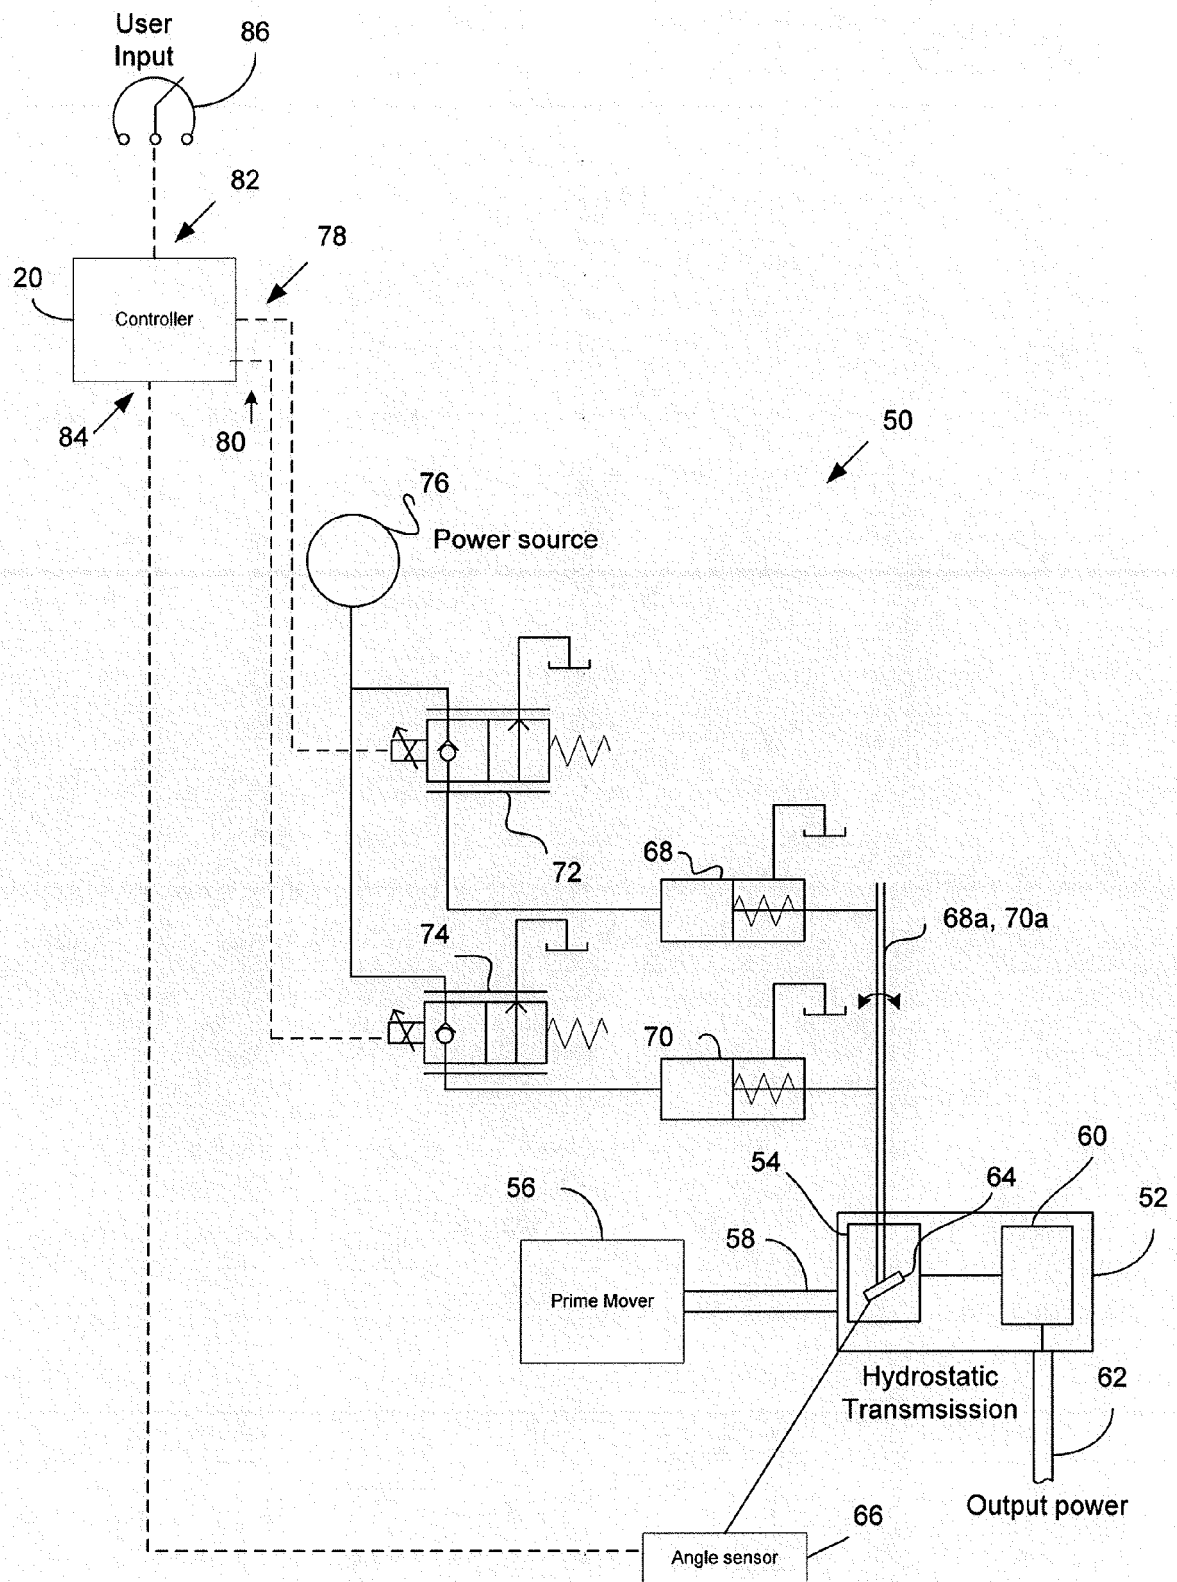 User
Input
86
82
78
20
Controller
84
80
50
76
Power source
72
68
74
68a, 70a
70
60
54
64
56
52
58
Prime Mover
Hydrostatic
Transmsission
62
Output power
66
Angle sensor